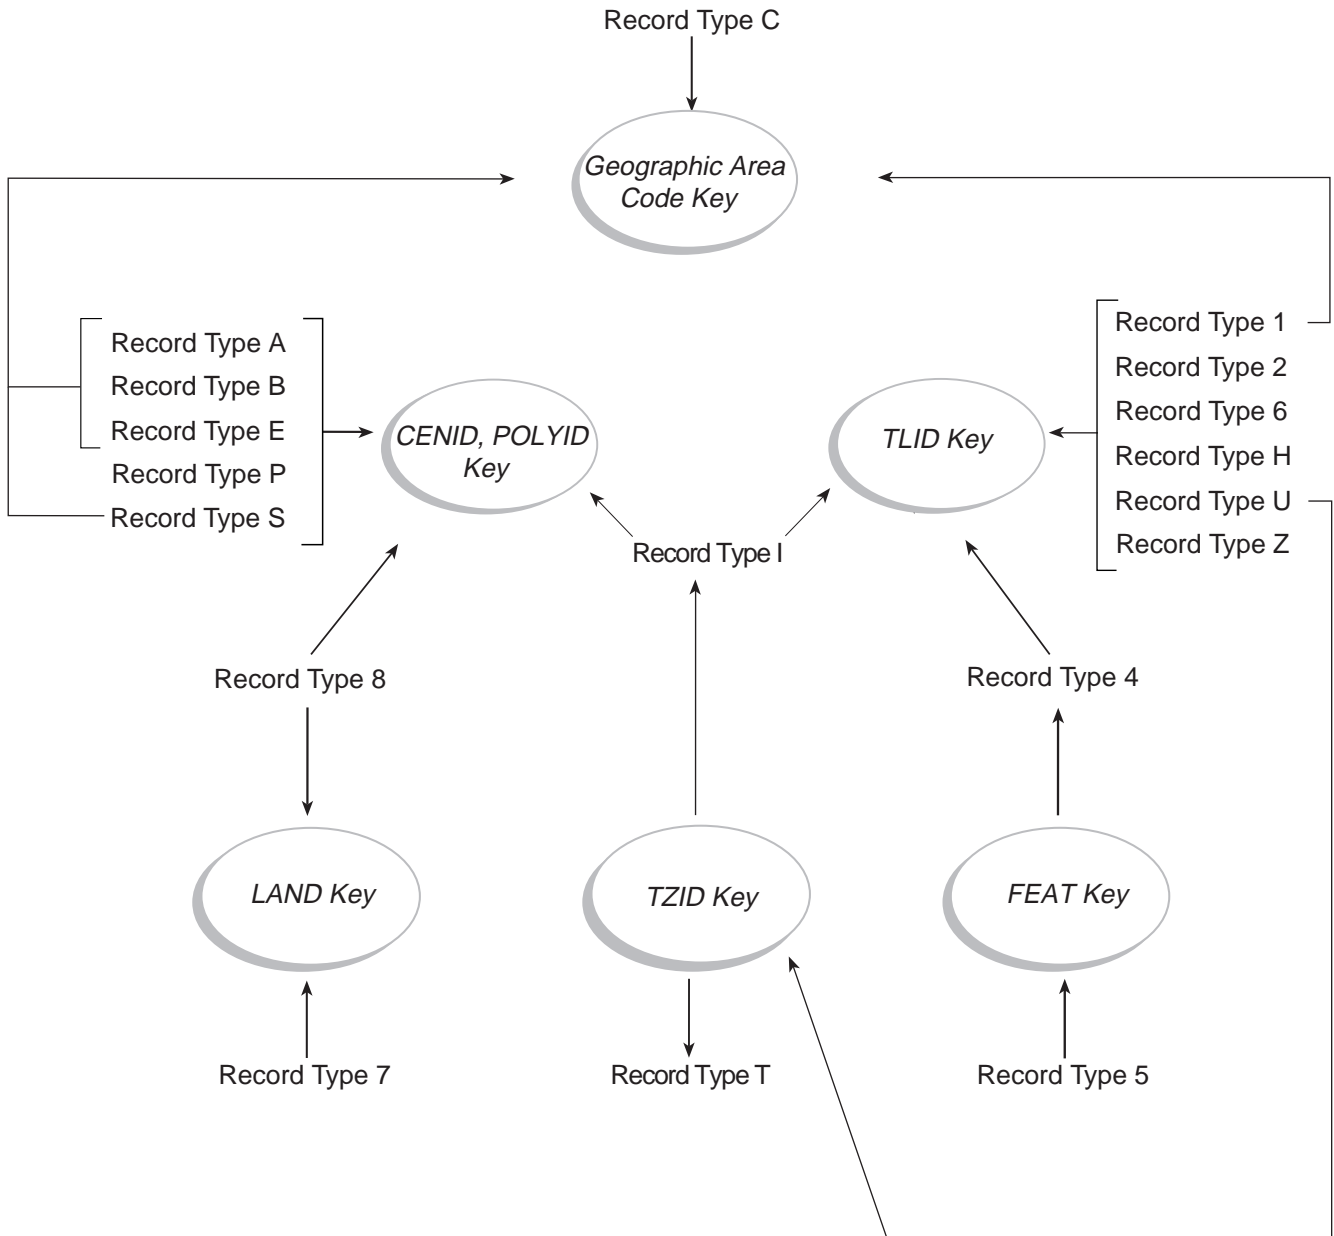 Record Type C
Geographic Area
Code Key
Record Type A
Record Type B
Record Type E
Record Type P
Record Type S
CENID, POLYID
Key
TLID Key
Record Type 1
Record Type 2
Record Type 6
Record Type H
Record Type U
Record Type Z
Record Type I
Record Type 8
Record Type 4
LAND Key
TZID Key
FEAT Key
Record Type 7
Record Type T
Record Type 5